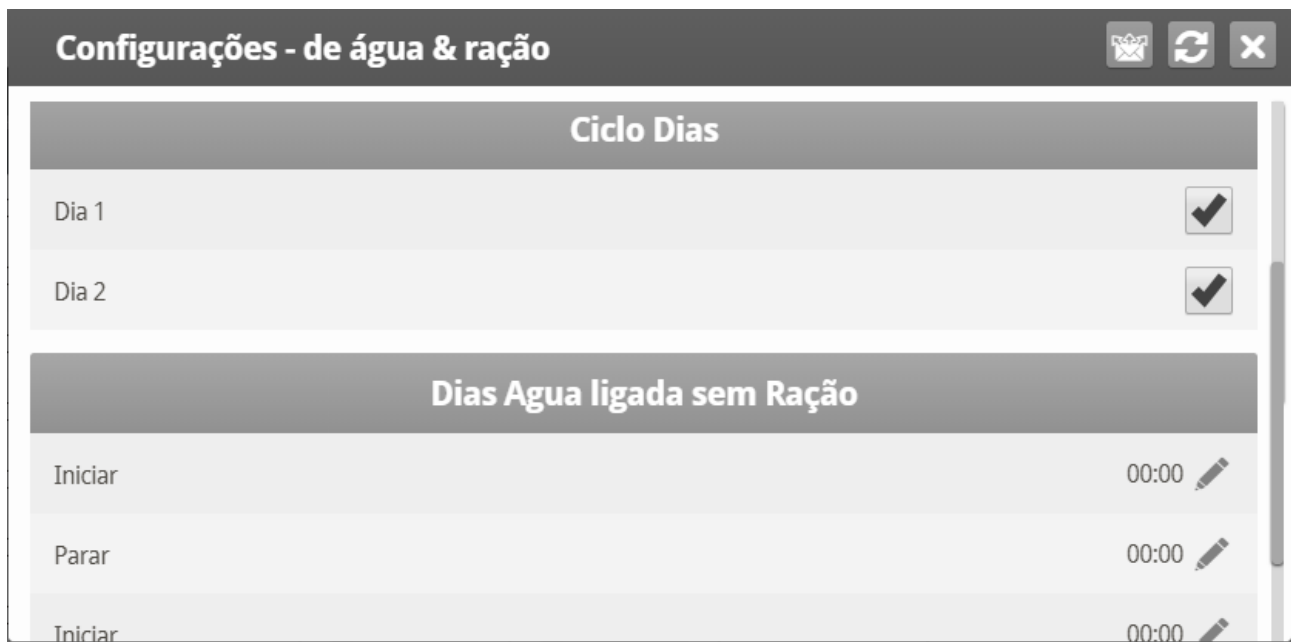 Configurações - de água & ração
Ciclo Dias
Dia 1
Dia 2
Dias Agua ligada sem Ração
Iniciar 00:00
Parar 00:00
Iniciar 00:00